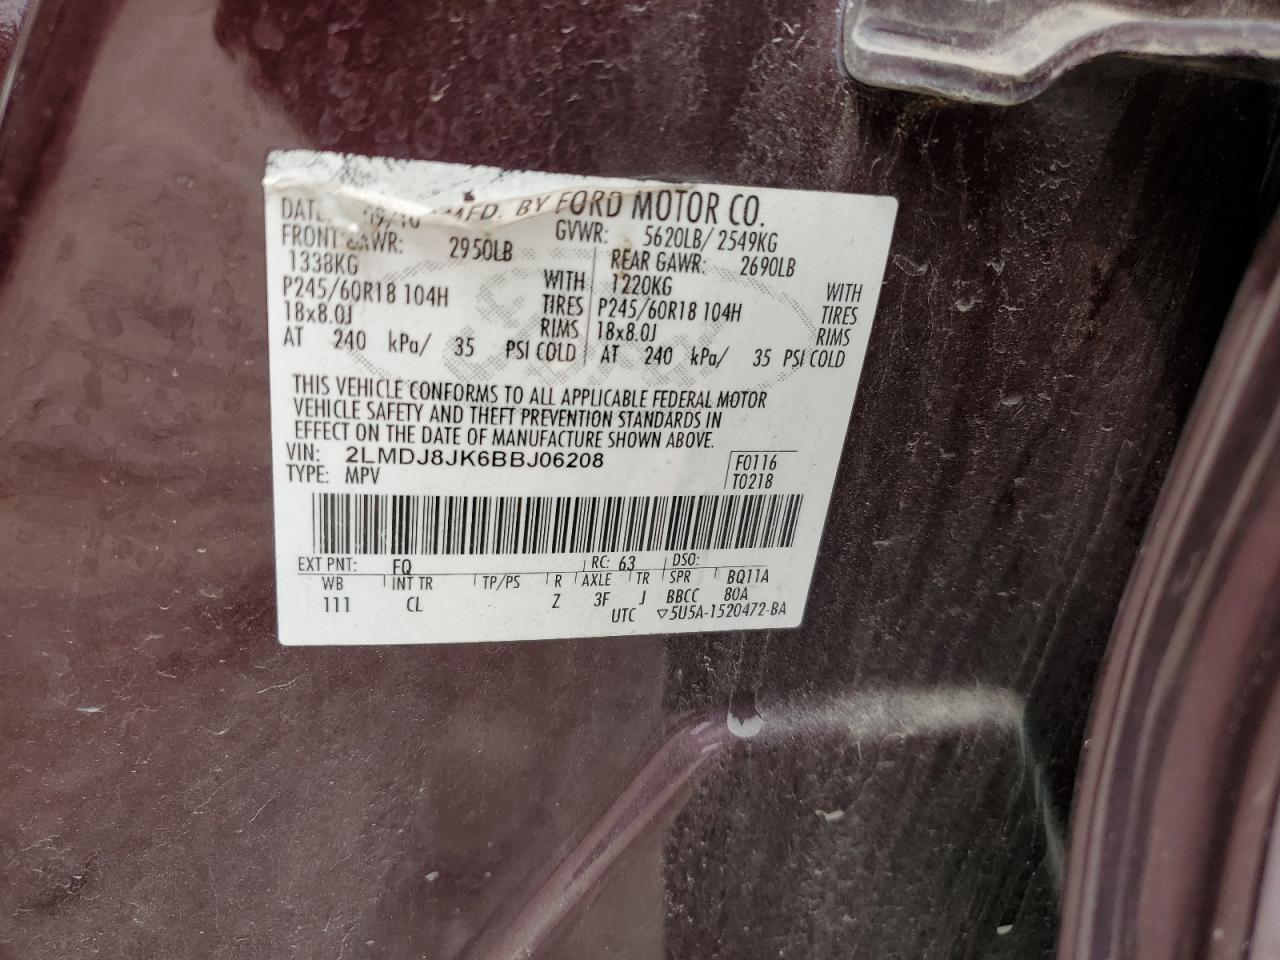 DATE 09/10 MFD. BY FORD MOTOR CO.
FRONT GAWR: 2950LB GVWR: 5620LB/ 2549KG
1338KG WITH REAR GAWR: 2690LB
P245/60R18 104H TIRES 1220KG WITH
18x8.0J RIMS P245/60R18 104H TIRES
AT 240 kPa/ 35 PSI COLD 18x8.0J RIMS
AT 240 kPa/ 35 PSI COLD
THIS VEHICLE CONFORMS TO ALL APPLICABLE FEDERAL MOTOR
VEHICLE SAFETY AND THEFT PREVENTION STANDARDS IN
EFFECT ON THE DATE OF MANUFACTURE SHOWN ABOVE.
VIN: 2LMDJ8JK6BBJ06208 F0116
TYPE: MPV T0218
EXT PNT: FQ RC: 63 DSO:
WB INT TR TP/PS R AXLE TR SPR BQ11A
111 CL Z 3F J BBCC 80A
UTC ▽5U5A-1520472-BA